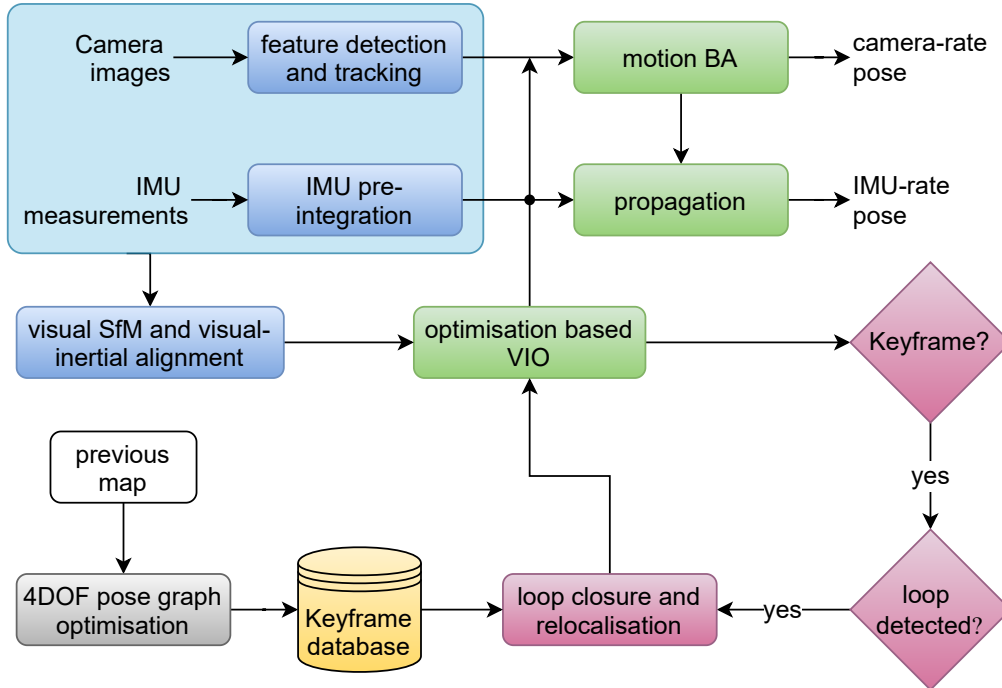 Camera
images
feature detection
and tracking
motion BA
camera-rate
pose
IMU
measurements
IMU pre-
integration
propagation
IMU-rate
pose
visual SfM and visual-
inertial alignment
optimisation based
VIO
Keyframe?
yes
previous
map
4DOF pose graph
optimisation
Keyframe
database
loop closure and
relocalisation
yes
loop
detected?